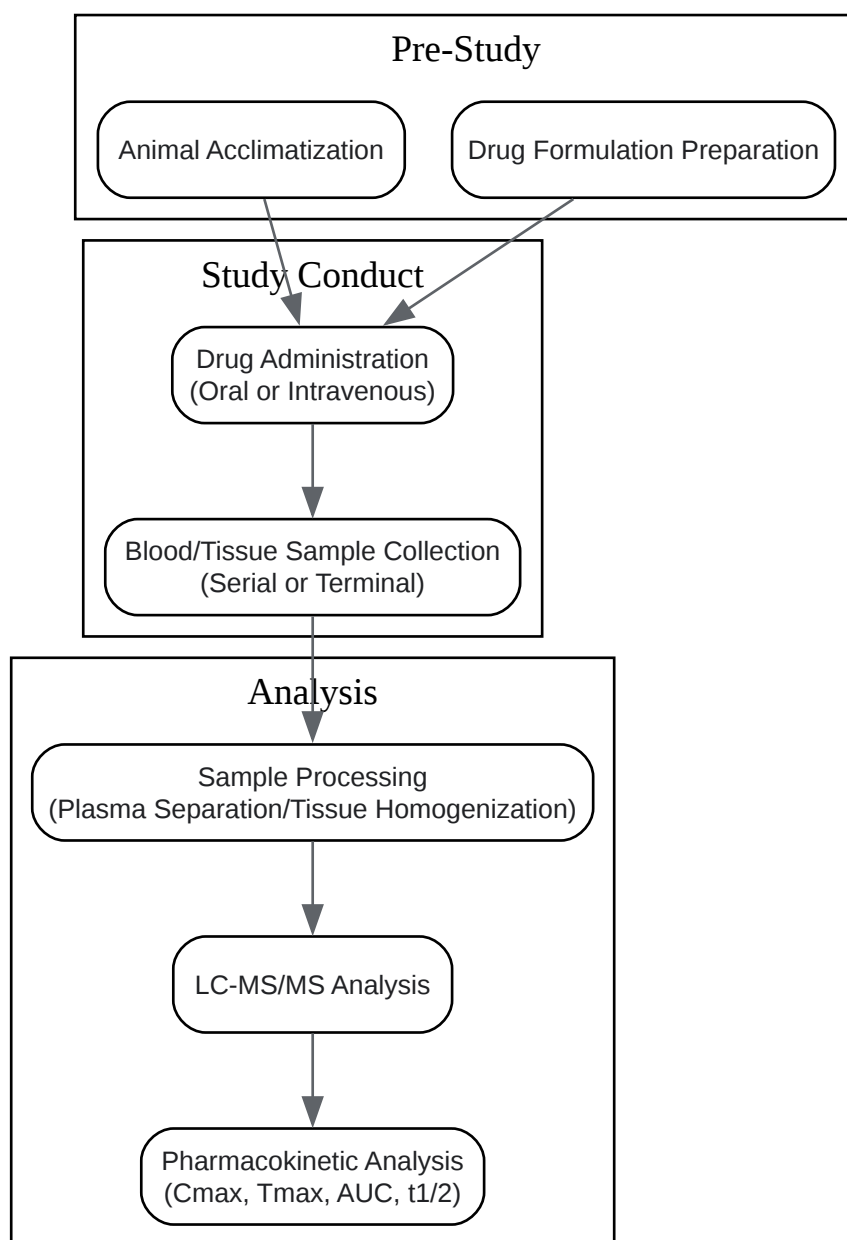 Pre-Study
Animal Acclimatization
Drug Formulation Preparation
Study Conduct
Drug Administration
(Oral or Intravenous)
Blood/Tissue Sample Collection
(Serial or Terminal)
Analysis
Sample Processing
(Plasma Separation/Tissue Homogenization)
LC-MS/MS Analysis
Pharmacokinetic Analysis
(Cmax, Tmax, AUC, t1/2)